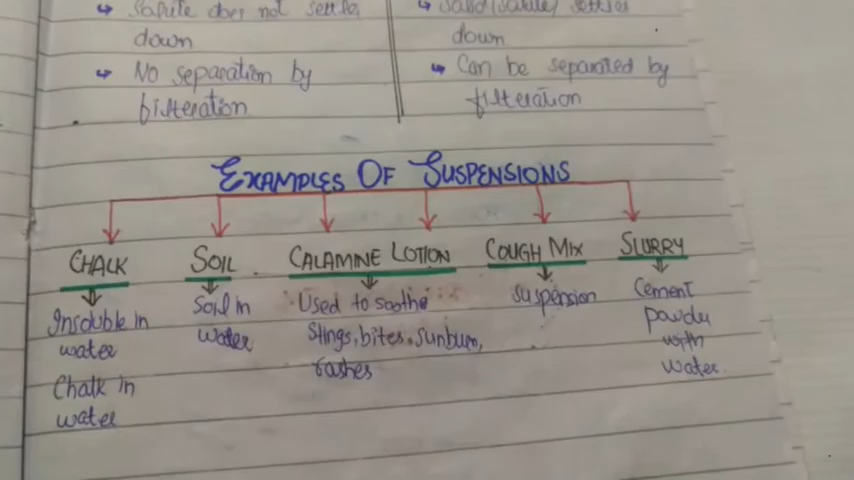 ↳ Solute does not settle
down
↳ No separation by
filteration
↳ Solid(solute) settles
down
↳ Can be separated by
filteration
EXAMPLES OF SUSPENSIONS
CHALK
Insoluble in
water
Chalk in
water
SOIL
Soil in
water
CALAMINE LOTION
Used to soothe
Stings, bites, sunburn,
rashes
COUGH MIX
suspension
SLURRY
Cement
powder
with
water.